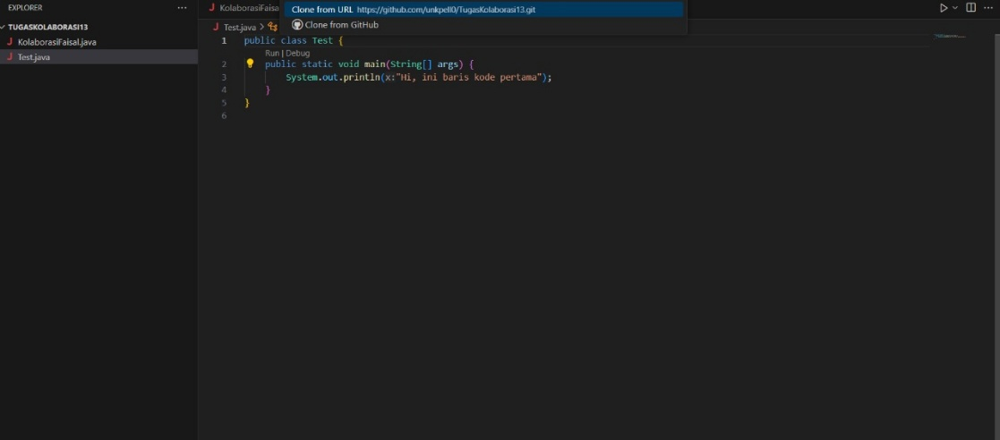 EXPLORER ...
TUGASKOLABORASI13
J KolaborasiFaisal.java
J Test.java
J KolaborasiFaisa
Clone from URL https://github.com/unkpell0/TugasKolaborasi13.git
Clone from GitHub
J Test.java >
1 public class Test {
Run | Debug
2 public static void main(String[] args) {
3 System.out.println(x:"Hi, ini baris kode pertama");
4 }
5 }
6